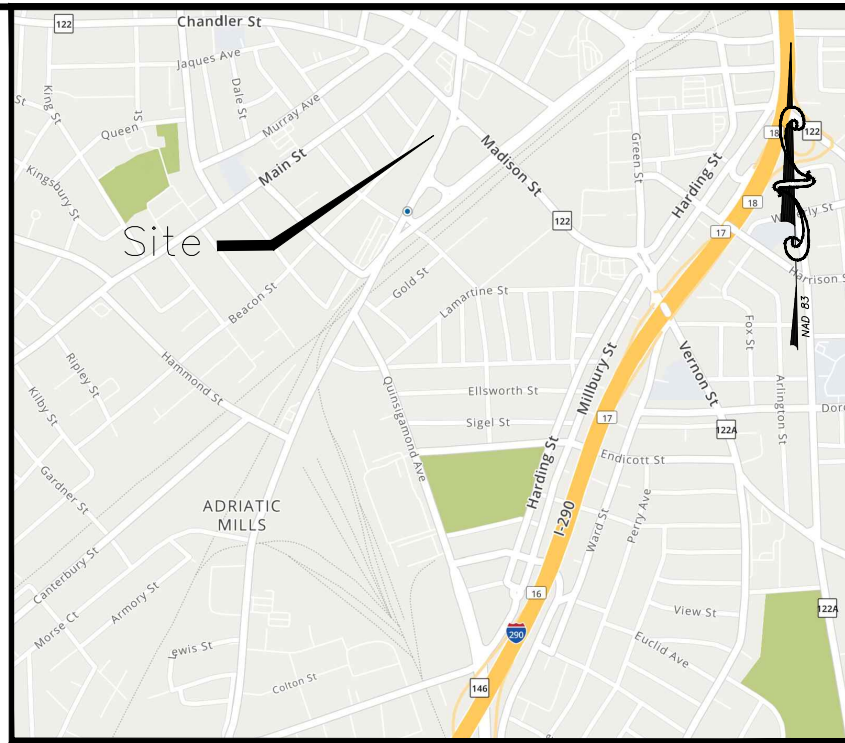 122
Chandler St
Jaques Ave
King St
St
Dale St
Queen St
Murray Ave
Kingsbury St
Main St
Madison St
Green St
Harding St
18
122
18
17
122
Harrison S
NAD 83
Site
Beacon St
Gold St
Lamartine St
Fox St
Ripley St
Hammond St
Kilby St
Quinsigamond Ave
Ellsworth St
Sigel St
Millbury St
Vernon St
Arlington St
17
122A
Dor
Harding St
Endicott St
Gardner St
ADRIATIC
MILLS
I-290
Ward St
Perry Ave
Canterbury St
Armory St
Morse Ct
16
View St
122A
290
Euclid Ave
Lewis St
Colton St
146